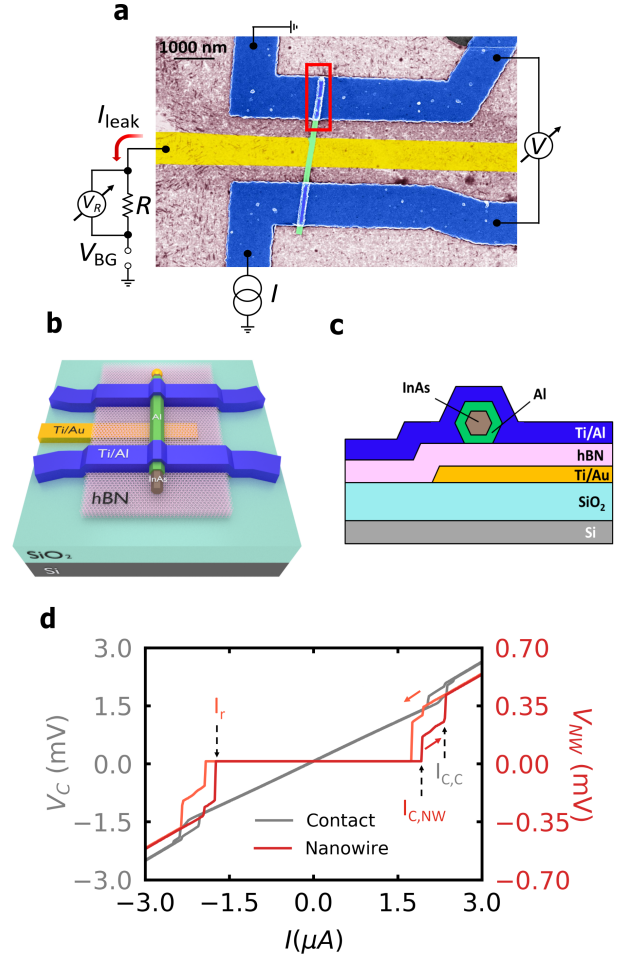 a
1000 nm
I_leak
V_R
R
V_BG
I
V
b
Al
Ti/Au
Ti/Al
InAs
hBN
SiO₂
Si
c
InAs
Al
Ti/Al
hBN
Ti/Au
SiO₂
Si
d
3.0
1.5
0.0
−1.5
−3.0
V_C (mV)
0.70
0.35
0.00
−0.35
−0.70
V_NW (mV)
I_r
I_C,C
I_C,NW
Contact
Nanowire
−3.0 −1.5 0.0 1.5 3.0
I(μA)